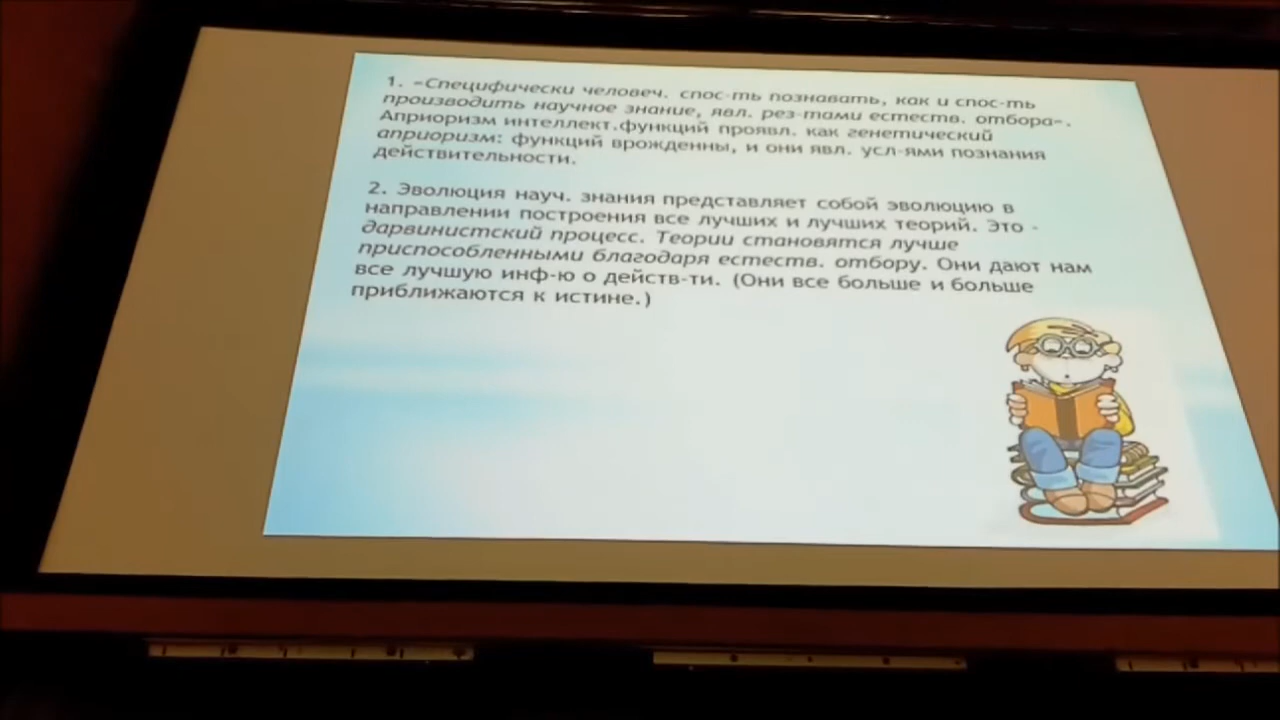 1. «Специфически человеч. спос-ть познавать, как и спос-ть
производить научное знание, явл. рез-тами естеств. отбора».
Априоризм интеллект.функций проявл. как генетический
априоризм: функций врожденны, и они явл. усл-ями познания
действительности.
2. Эволюция науч. знания представляет собой эволюцию в
направлении построения все лучших и лучших теорий. Это -
дарвинистский процесс. Теории становятся лучше
приспособленными благодаря естеств. отбору. Они дают нам
все лучшую инф-ю о действ-ти. (Они все больше и больше
приближаются к истине.)